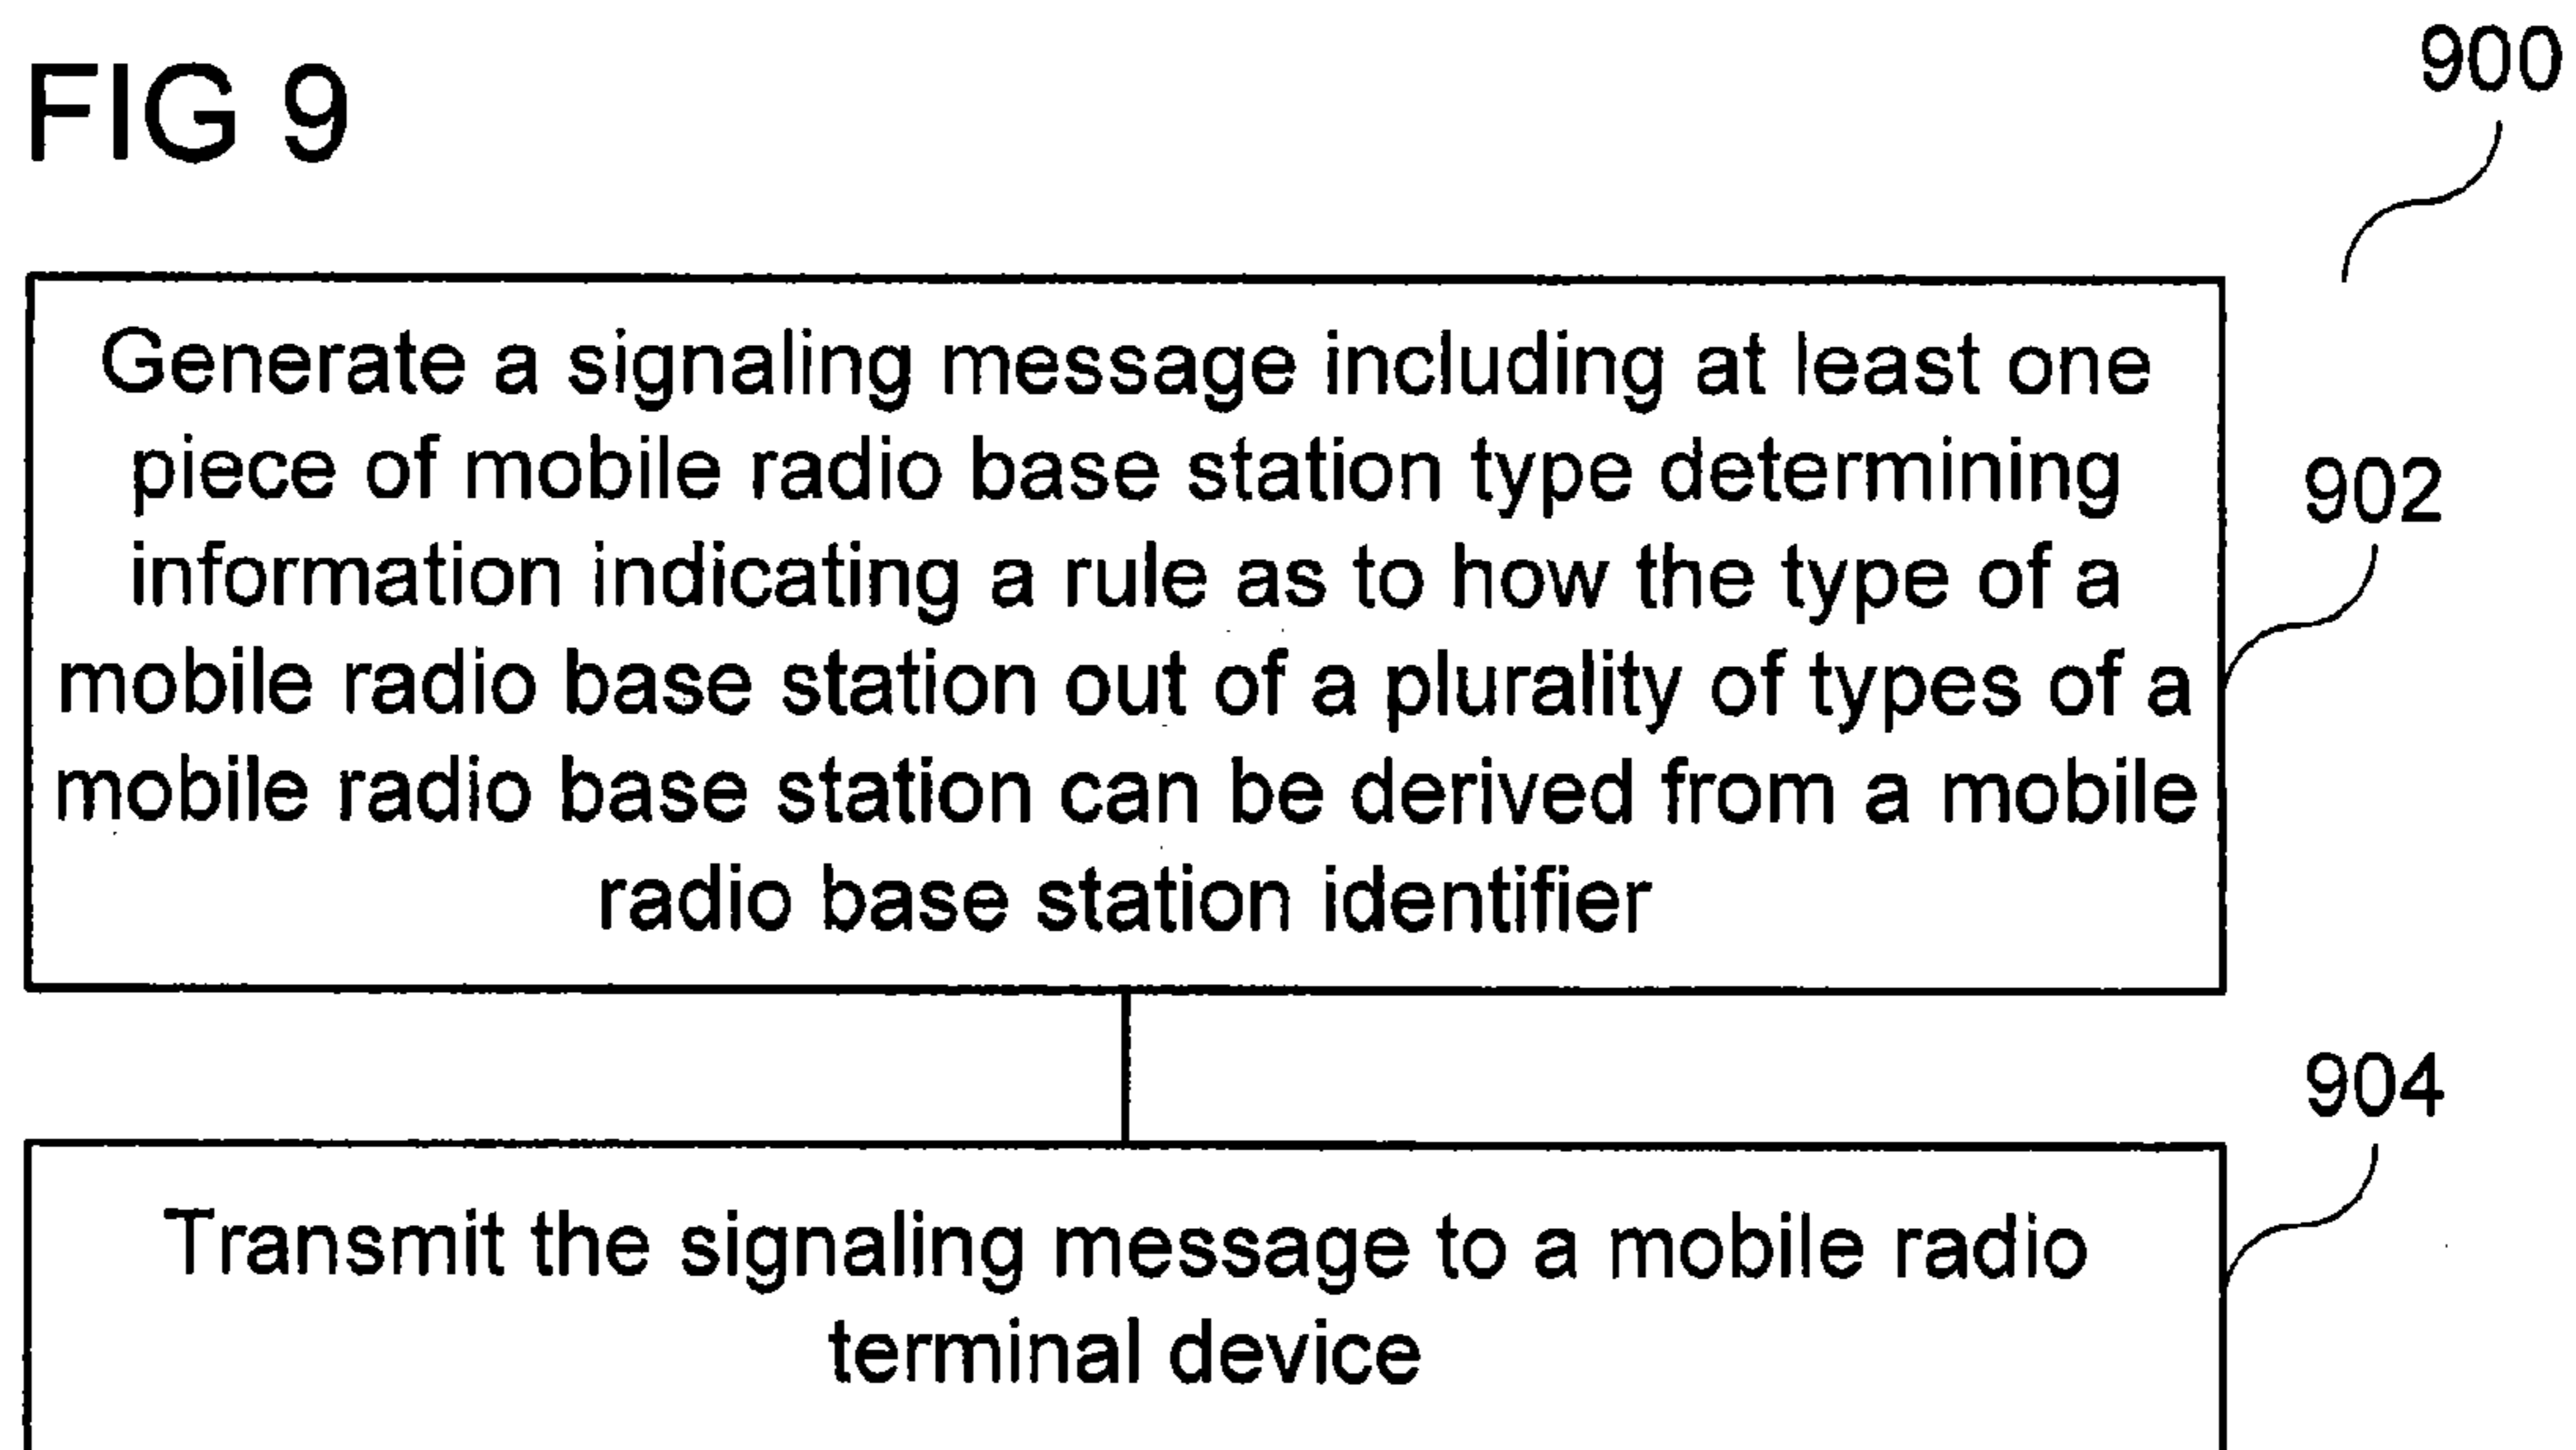 FIG 9
900
Generate a signaling message including at least one
piece of mobile radio base station type determining
information indicating a rule as to how the type of a
mobile radio base station out of a plurality of types of a
mobile radio base station can be derived from a mobile
radio base station identifier
902
904
Transmit the signaling message to a mobile radio
terminal device